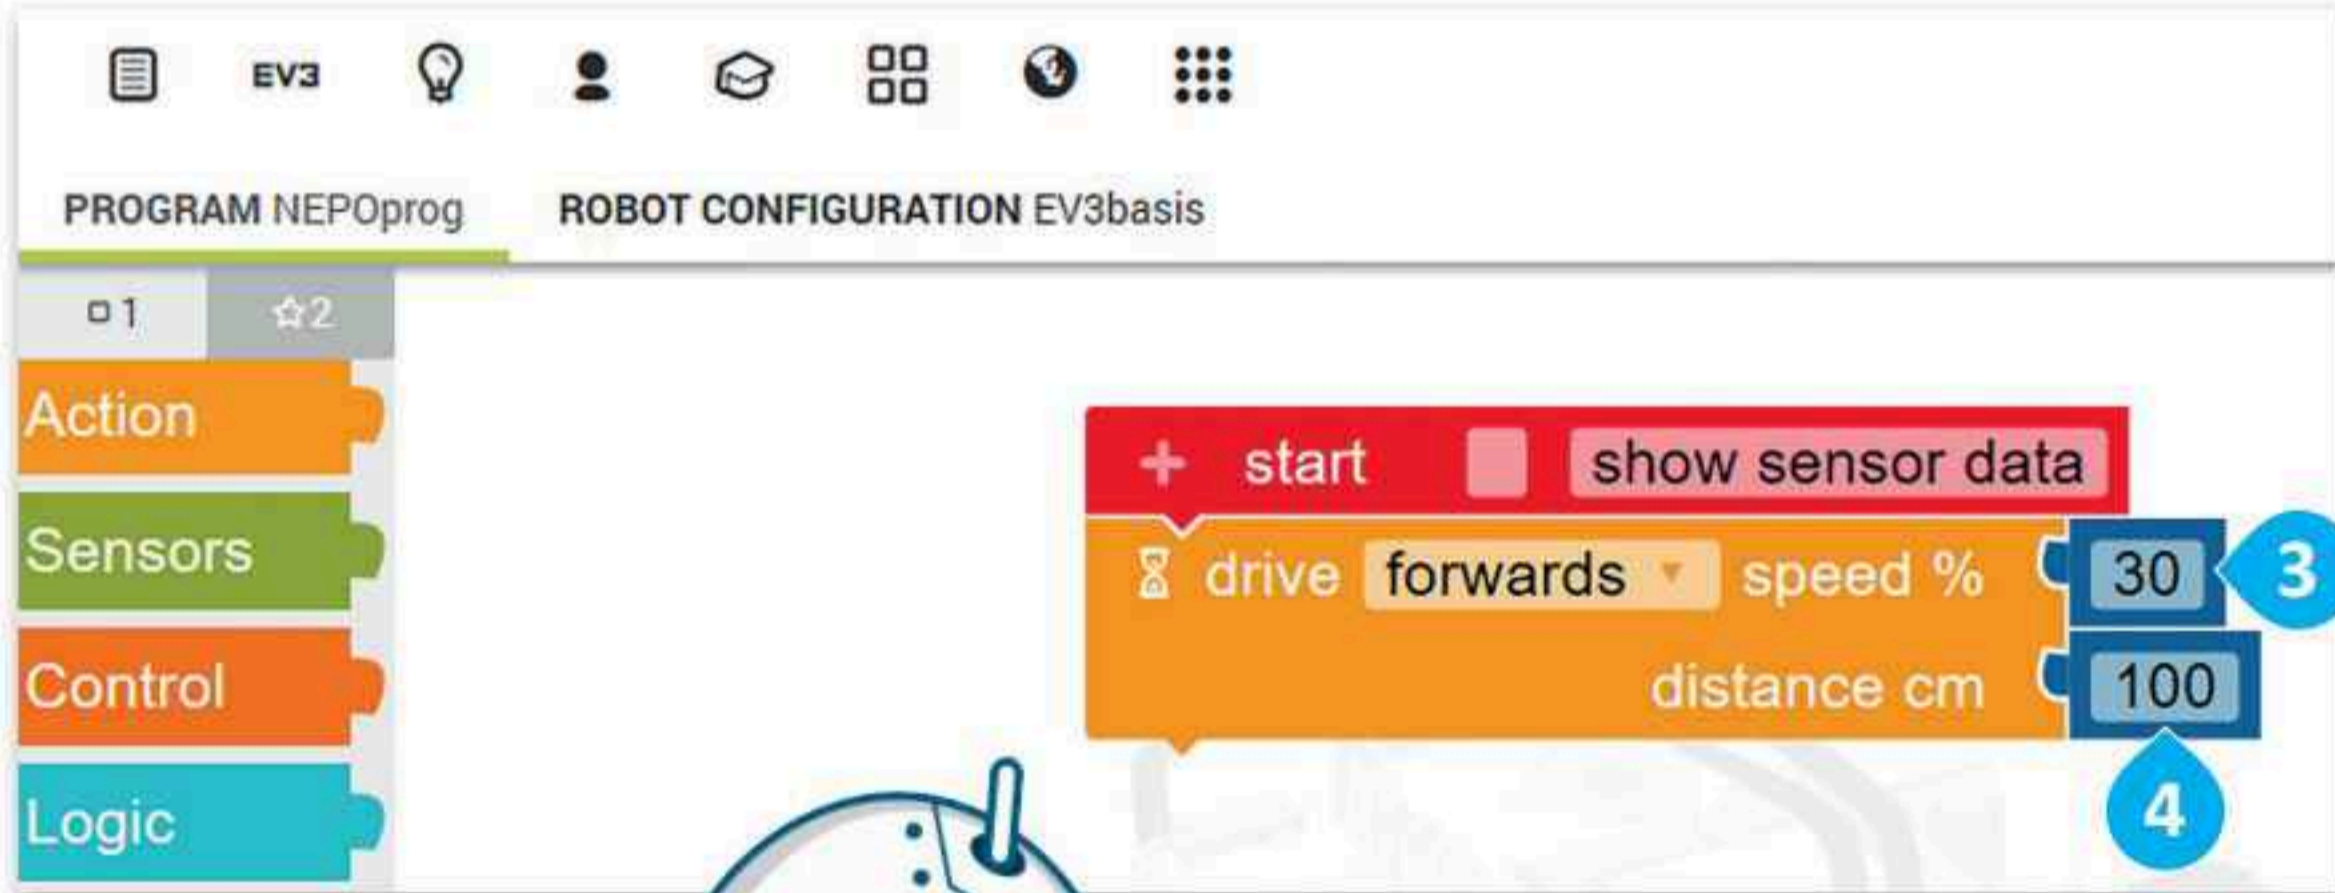 EV3
PROGRAM NEPOprog ROBOT CONFIGURATION EV3basis
1 2
Action
Sensors
Control
Logic
+ start show sensor data
drive forwards speed % 30 3
distance cm 100
4